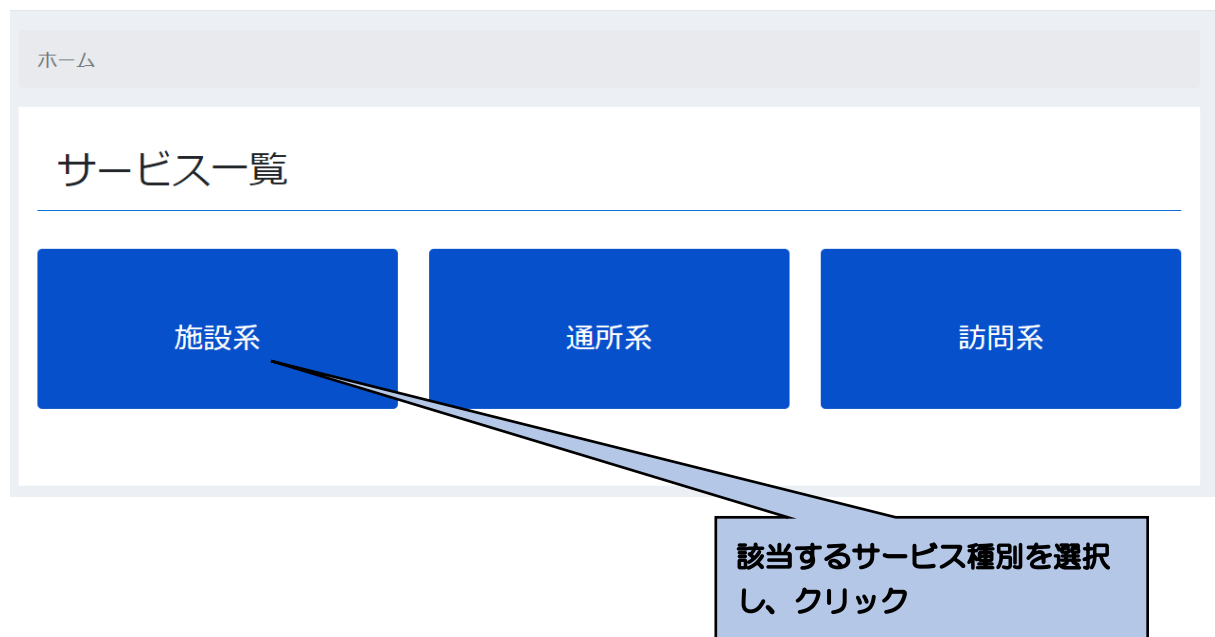 ホーム
サービス一覧
施設系
通所系
訪問系
該当するサービス種別を選択
し、クリック